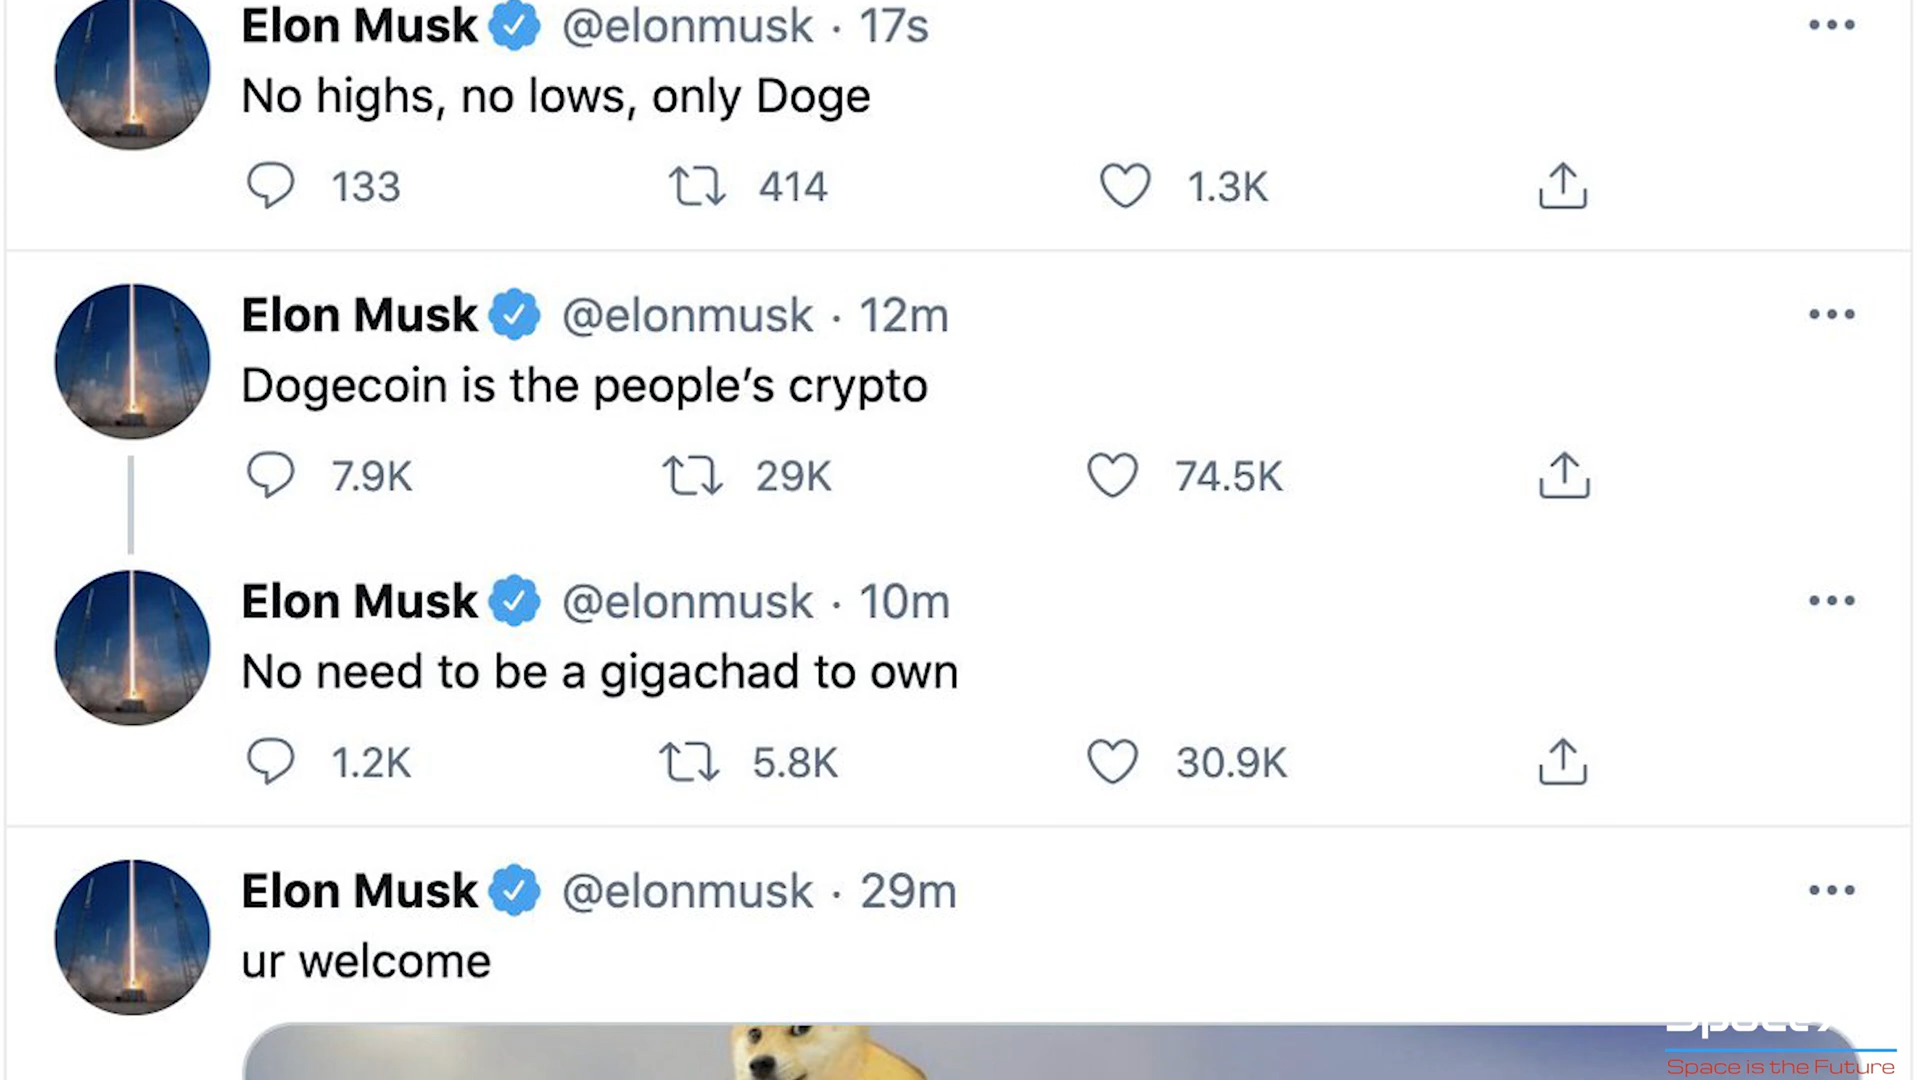 Elon Musk @elonmusk · 17s
No highs, no lows, only Doge
133 414 1.3K
Elon Musk @elonmusk · 12m
Dogecoin is the people’s crypto
7.9K 29K 74.5K
Elon Musk @elonmusk · 10m
No need to be a gigachad to own
1.2K 5.8K 30.9K
Elon Musk @elonmusk · 29m
ur welcome
Space is the Future